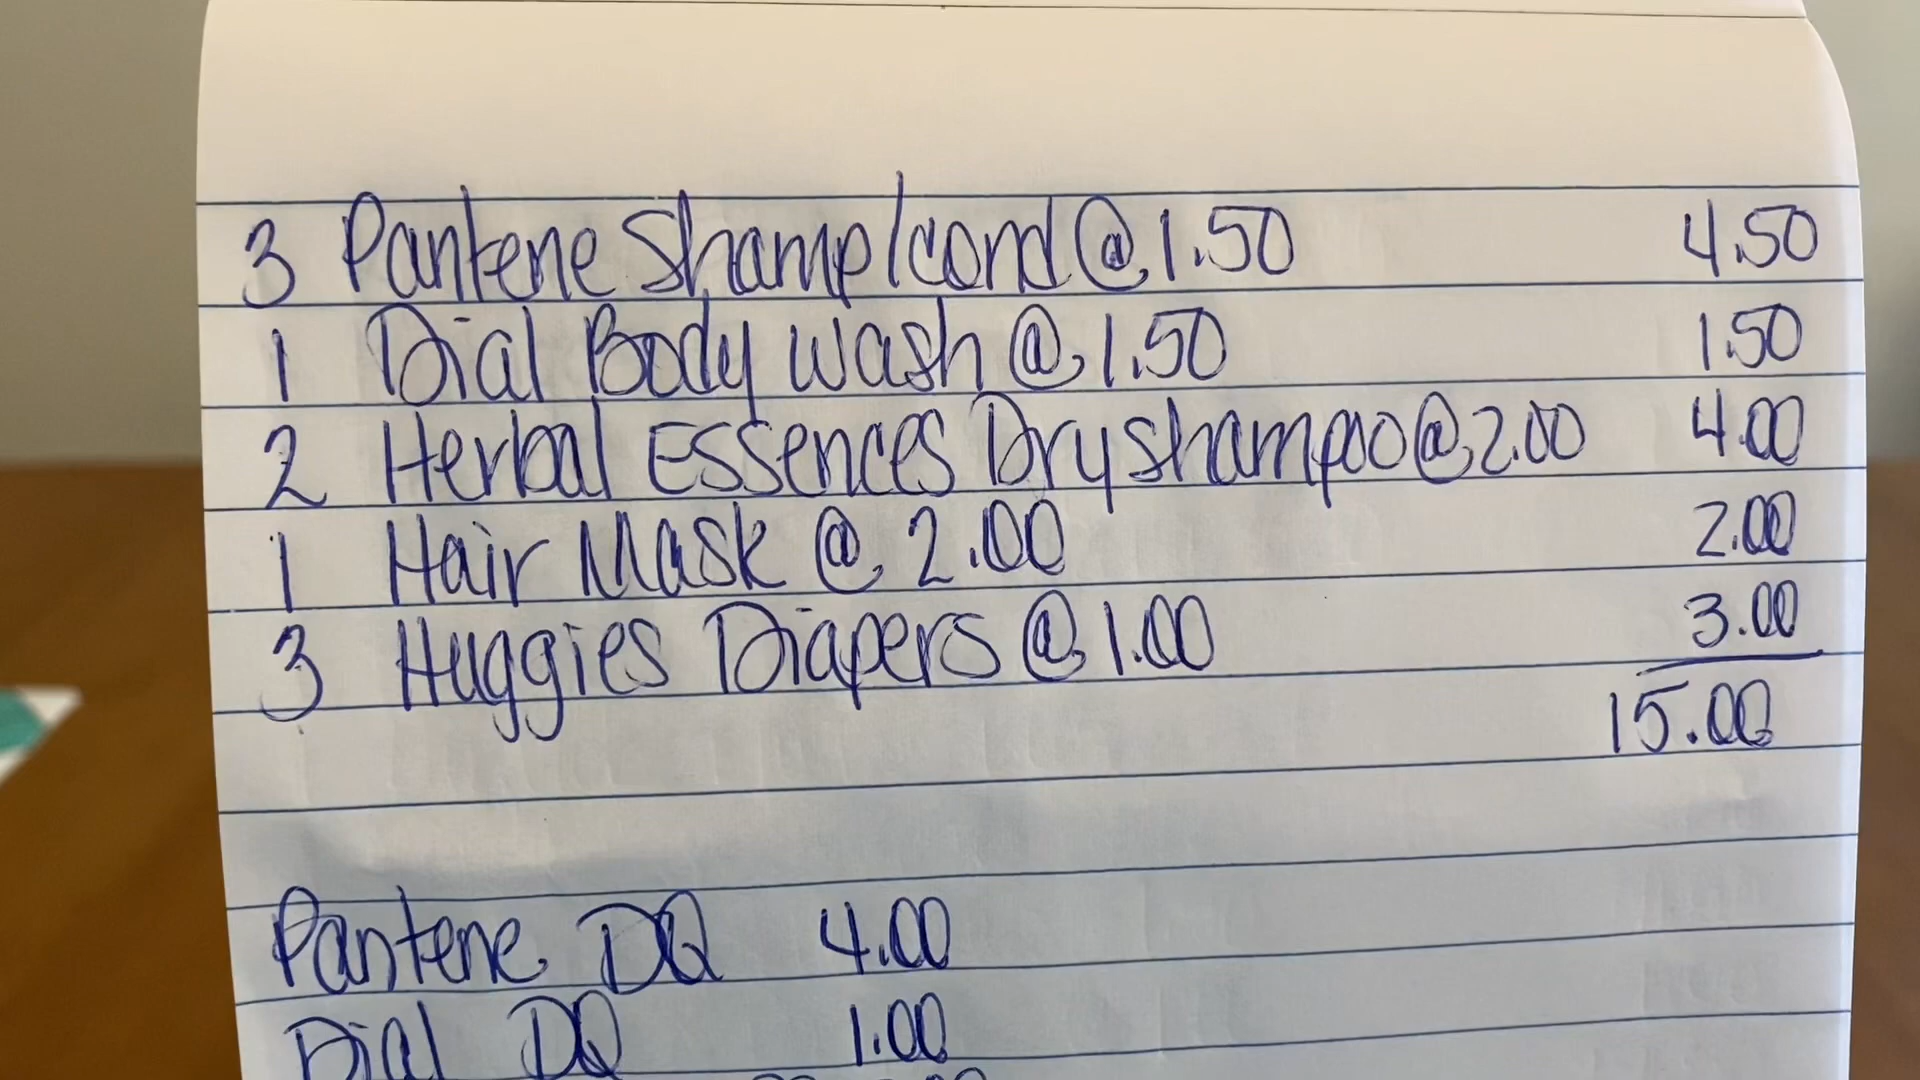 3 Pantene Shamp/cond @ 1.50 4.50
1 Dial Body Wash @ 1.50 1.50
2 Herbal Essences Dry shampoo @ 2.00 4.00
1 Hair Mask @ 2.00 2.00
3 Huggies Diapers @ 1.00 3.00
15.00
Pantene DQ 4.00
Dial DQ 1.00